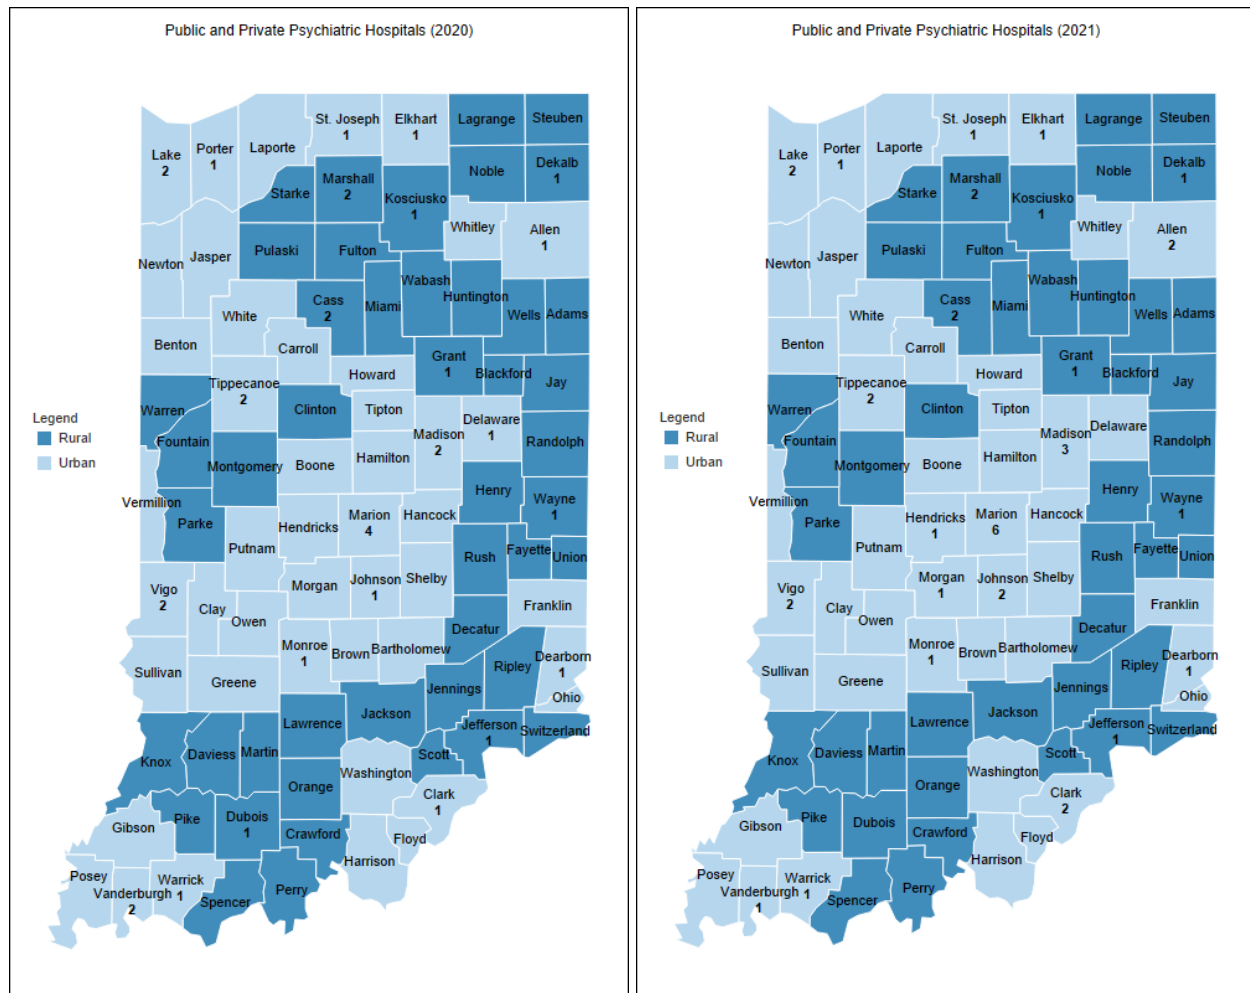 Public and Private Psychiatric Hospitals (2020)
St. Joseph
1
Elkhart
1
Lagrange
Steuben
Lake
2
Porter
1
Laporte
Noble
Dekalb
1
Starke
Marshall
2
Kosciusko
1
Whitley
Allen
1
Newton
Jasper
Pulaski
Fulton
Wabash
Huntington
Miami
Cass
2
Wells
Adams
White
Benton
Carroll
Howard
Grant
1
Blackford
Jay
Tippecanoe
2
Warren
Clinton
Tipton
Madison
2
Delaware
1
Legend
Rural
Urban
Fountain
Montgomery
Boone
Hamilton
Randolph
Henry
Vermillion
Parke
Putnam
Hendricks
Marion
4
Hancock
Wayne
1
Rush
Fayette
Union
Vigo
2
Clay
Owen
Morgan
Johnson
1
Shelby
Franklin
Decatur
Sullivan
Greene
Monroe
1
Brown
Bartholomew
Ripley
Dearborn
1
Ohio
Jennings
Jackson
Lawrence
Jefferson
1
Switzerland
Knox
Daviess
Martin
Scott
Washington
Orange
Clark
1
Gibson
Pike
Dubois
1
Crawford
Floyd
Harrison
Posey
Vanderburgh
2
Warrick
1
Spencer
Perry
Public and Private Psychiatric Hospitals (2021)
St. Joseph
1
Elkhart
1
Lagrange
Steuben
Lake
2
Porter
1
Laporte
Noble
Dekalb
1
Starke
Marshall
2
Kosciusko
1
Whitley
Allen
2
Newton
Jasper
Pulaski
Fulton
Wabash
Huntington
Miami
Cass
2
Wells
Adams
White
Benton
Carroll
Howard
Grant
1
Blackford
Jay
Tippecanoe
2
Warren
Clinton
Tipton
Madison
3
Delaware
Legend
Rural
Urban
Fountain
Montgomery
Boone
Hamilton
Randolph
Henry
Vermillion
Parke
Putnam
Hendricks
1
Marion
6
Hancock
Wayne
1
Rush
Fayette
Union
Vigo
2
Clay
Owen
Morgan
1
Johnson
2
Shelby
Franklin
Decatur
Sullivan
Greene
Monroe
1
Brown
Bartholomew
Ripley
Dearborn
1
Ohio
Jennings
Jackson
Lawrence
Jefferson
1
Switzerland
Knox
Daviess
Martin
Scott
Washington
Orange
Clark
2
Gibson
Pike
Dubois
Crawford
Floyd
Harrison
Posey
Vanderburgh
1
Warrick
1
Spencer
Perry